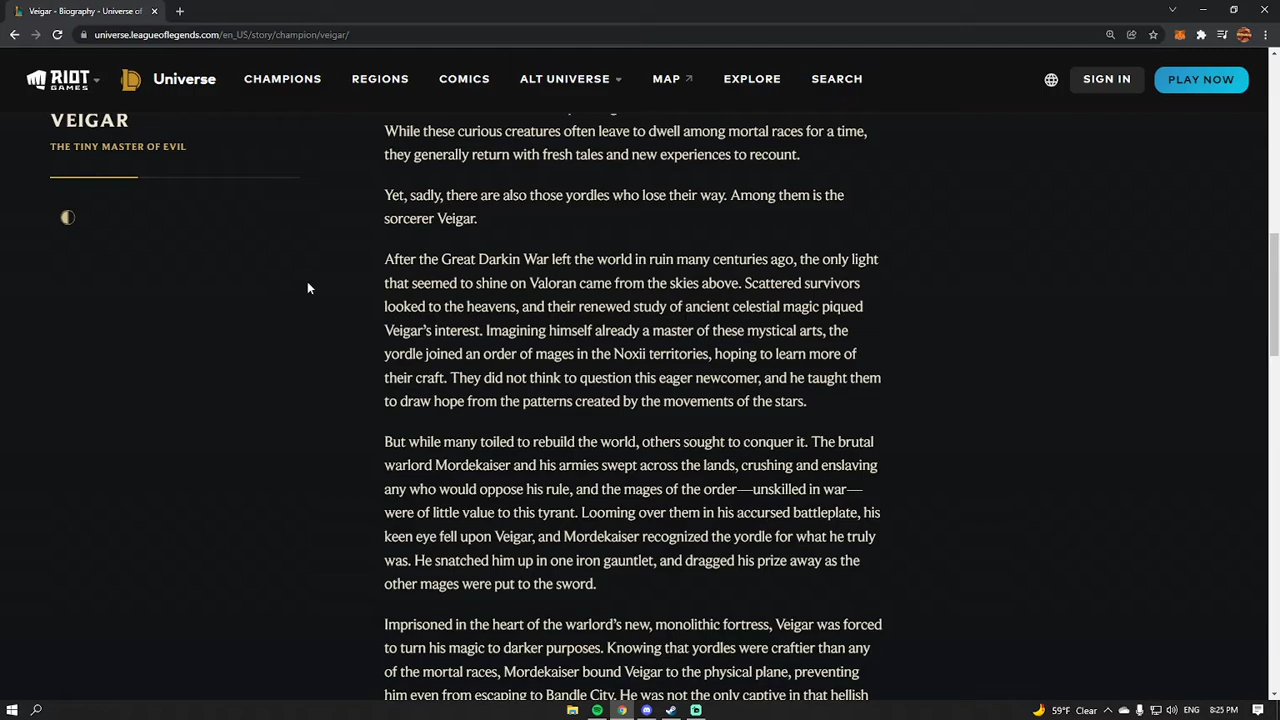 Veigar - Biography - Universe of
universe.leagueoflegends.com/en_US/story/champion/veigar/
RIOT GAMES
Universe
CHAMPIONS
REGIONS
COMICS
ALT UNIVERSE
MAP
EXPLORE
SEARCH
SIGN IN
PLAY NOW
VEIGAR
THE TINY MASTER OF EVIL
While these curious creatures often leave to dwell among mortal races for a time,
they generally return with fresh tales and new experiences to recount.
Yet, sadly, there are also those yordles who lose their way. Among them is the
sorcerer Veigar.
After the Great Darkin War left the world in ruin many centuries ago, the only light
that seemed to shine on Valoran came from the skies above. Scattered survivors
looked to the heavens, and their renewed study of ancient celestial magic piqued
Veigar’s interest. Imagining himself already a master of these mystical arts, the
yordle joined an order of mages in the Noxii territories, hoping to learn more of
their craft. They did not think to question this eager newcomer, and he taught them
to draw hope from the patterns created by the movements of the stars.
But while many toiled to rebuild the world, others sought to conquer it. The brutal
warlord Mordekaiser and his armies swept across the lands, crushing and enslaving
any who would oppose his rule, and the mages of the order—unskilled in war—
were of little value to this tyrant. Looming over them in his accursed battleplate, his
keen eye fell upon Veigar, and Mordekaiser recognized the yordle for what he truly
was. He snatched him up in one iron gauntlet, and dragged his prize away as the
other mages were put to the sword.
Imprisoned in the heart of the warlord’s new, monolithic fortress, Veigar was forced
to turn his magic to darker purposes. Knowing that yordles were craftier than any
of the mortal races, Mordekaiser bound Veigar to the physical plane, preventing
him even from escaping to Bandle City. He was not the only captive in that hellish
59°F Clear
ENG
8:25 PM